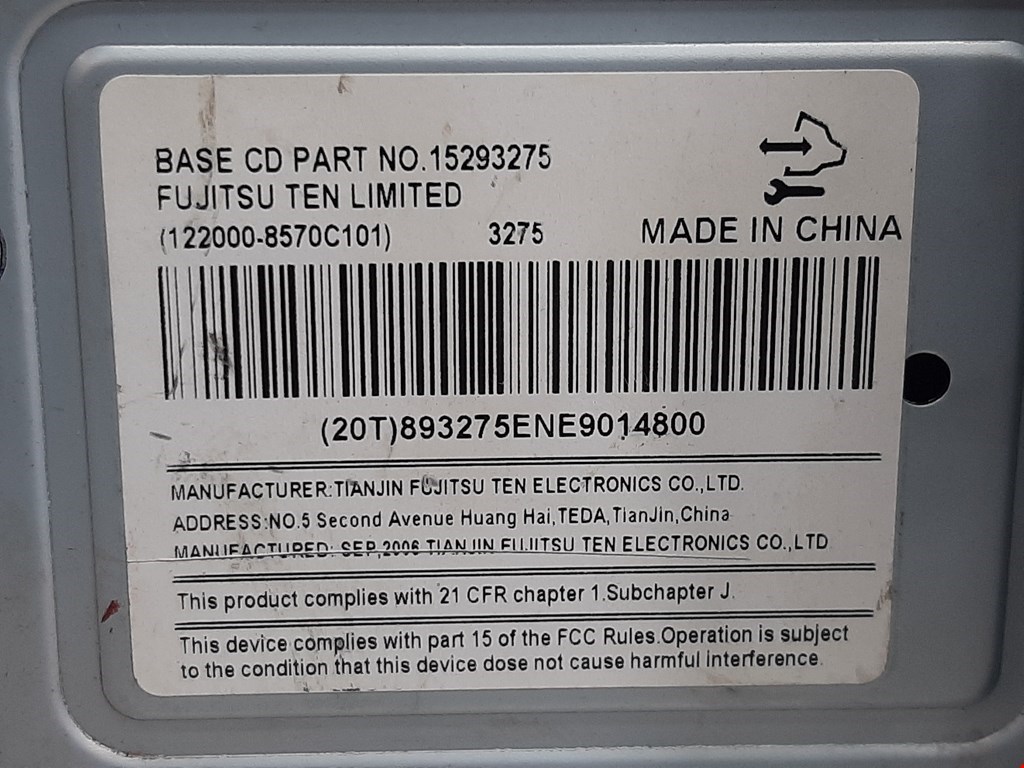 BASE CD PART NO.15293275
FUJITSU TEN LIMITED
(122000-8570C101) 3275 MADE IN CHINA
(20T)893275ENE9014800
MANUFACTURER:TIANJIN FUJITSU TEN ELECTRONICS CO.,LTD.
ADDRESS:NO.5 Second Avenue Huang Hai,TEDA,TianJin,China
MANUFACTURED: SEP,2006 TIANJIN FUJITSU TEN ELECTRONICS CO.,LTD
This product complies with 21 CFR chapter 1.Subchapter J.
This device complies with part 15 of the FCC Rules.Operation is subject
to the condition that this device dose not cause harmful interference.